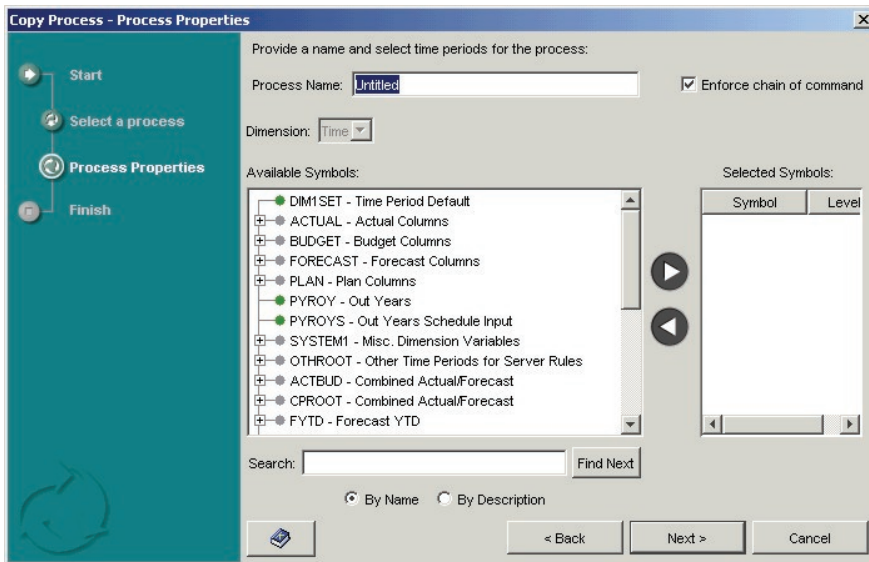 Copy Process - Process Properties
Start
Select a process
Process Properties
Finish
Provide a name and select time periods for the process:
Process Name: Untitled
Enforce chain of command
Dimension: Time
Available Symbols:
DIM1SET - Time Period Default
ACTUAL - Actual Columns
BUDGET - Budget Columns
FORECAST - Forecast Columns
PLAN - Plan Columns
PYROY - Out Years
PYROYS - Out Years Schedule Input
SYSTEM1 - Misc. Dimension Variables
OTHROOT - Other Time Periods for Server Rules
ACTBUD - Combined Actual/Forecast
CPROOT - Combined Actual/Forecast
FYTD - Forecast YTD
Selected Symbols:
Symbol Level
Search: Find Next
By Name By Description
< Back Next > Cancel